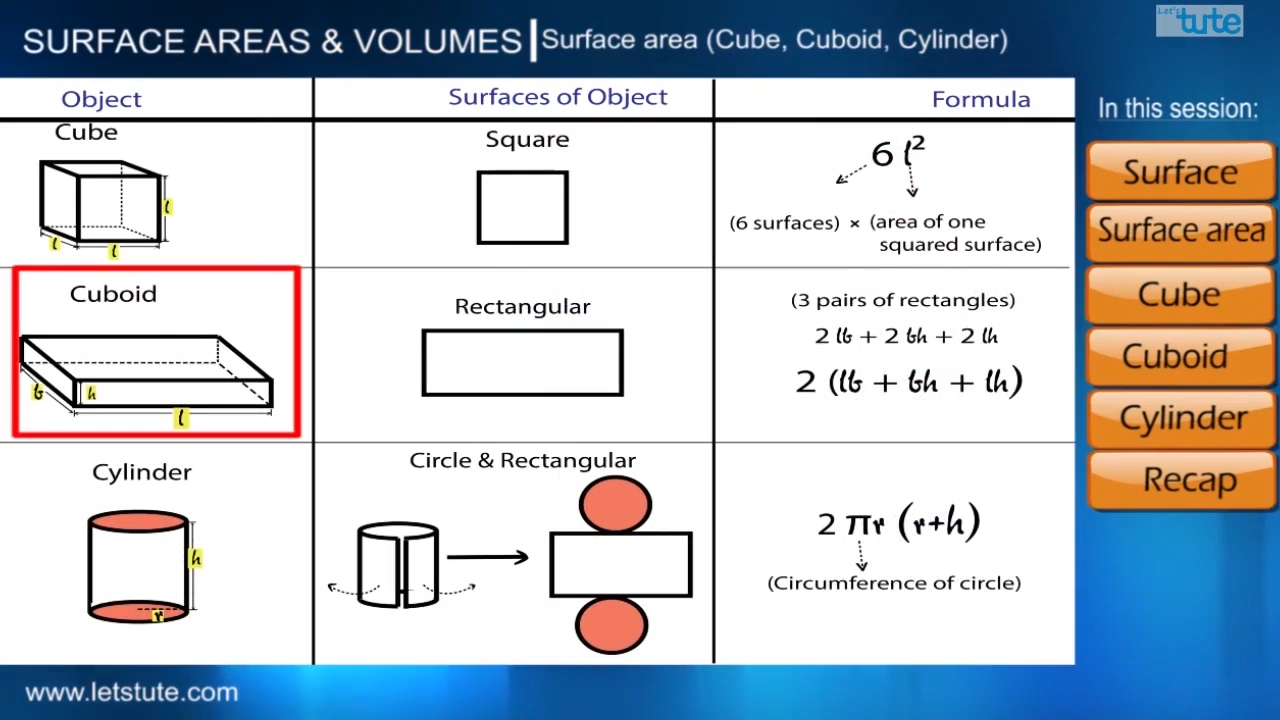 Let's
tute
SURFACE AREAS & VOLUMES | Surface area (Cube, Cuboid, Cylinder)
Object
Surfaces of Object
Formula
In this session:
Cube
l
l
l
Square
6 l²
(6 surfaces) × (area of one
squared surface)
Cuboid
b
h
l
Rectangular
(3 pairs of rectangles)
2 lb + 2 bh + 2 lh
2 (lb + bh + lh)
Cylinder
h
r
Circle & Rectangular
2 πr (r+h)
(Circumference of circle)
Surface
Surface area
Cube
Cuboid
Cylinder
Recap
www.letstute.com